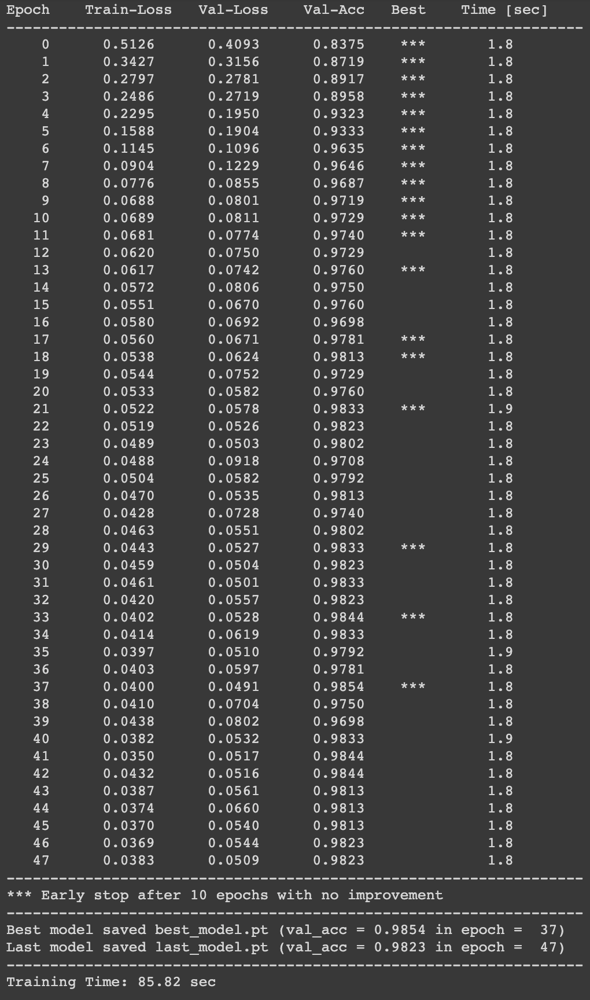 Epoch Train-Loss Val-Loss Val-Acc Best Time [sec]
------------------------------------------------------------------
0 0.5126 0.4093 0.8375 *** 1.8
1 0.3427 0.3156 0.8719 *** 1.8
2 0.2797 0.2781 0.8917 *** 1.8
3 0.2486 0.2719 0.8958 *** 1.8
4 0.2295 0.1950 0.9323 *** 1.8
5 0.1588 0.1904 0.9333 *** 1.8
6 0.1145 0.1096 0.9635 *** 1.8
7 0.0904 0.1229 0.9646 *** 1.8
8 0.0776 0.0855 0.9687 *** 1.8
9 0.0688 0.0801 0.9719 *** 1.8
10 0.0689 0.0811 0.9729 *** 1.8
11 0.0681 0.0774 0.9740 *** 1.8
12 0.0620 0.0750 0.9729 1.8
13 0.0617 0.0742 0.9760 *** 1.8
14 0.0572 0.0806 0.9750 1.8
15 0.0551 0.0670 0.9760 1.8
16 0.0580 0.0692 0.9698 1.8
17 0.0560 0.0671 0.9781 *** 1.8
18 0.0538 0.0624 0.9813 *** 1.8
19 0.0544 0.0752 0.9729 1.8
20 0.0533 0.0582 0.9760 1.8
21 0.0522 0.0578 0.9833 *** 1.9
22 0.0519 0.0526 0.9823 1.8
23 0.0489 0.0503 0.9802 1.8
24 0.0488 0.0918 0.9708 1.8
25 0.0504 0.0582 0.9792 1.8
26 0.0470 0.0535 0.9813 1.8
27 0.0428 0.0728 0.9740 1.8
28 0.0463 0.0551 0.9802 1.8
29 0.0443 0.0527 0.9833 *** 1.8
30 0.0459 0.0504 0.9823 1.8
31 0.0461 0.0501 0.9833 1.8
32 0.0420 0.0557 0.9823 1.8
33 0.0402 0.0528 0.9844 *** 1.8
34 0.0414 0.0619 0.9833 1.8
35 0.0397 0.0510 0.9792 1.9
36 0.0403 0.0597 0.9781 1.8
37 0.0400 0.0491 0.9854 *** 1.8
38 0.0410 0.0704 0.9750 1.8
39 0.0438 0.0802 0.9698 1.8
40 0.0382 0.0532 0.9833 1.9
41 0.0350 0.0517 0.9844 1.8
42 0.0432 0.0516 0.9844 1.8
43 0.0387 0.0561 0.9813 1.8
44 0.0374 0.0660 0.9813 1.8
45 0.0370 0.0540 0.9813 1.8
46 0.0369 0.0544 0.9823 1.8
47 0.0383 0.0509 0.9823 1.8
------------------------------------------------------------------
*** Early stop after 10 epochs with no improvement
------------------------------------------------------------------
Best model saved best_model.pt (val_acc = 0.9854 in epoch = 37)
Last model saved last_model.pt (val_acc = 0.9823 in epoch = 47)
------------------------------------------------------------------
Training Time: 85.82 sec